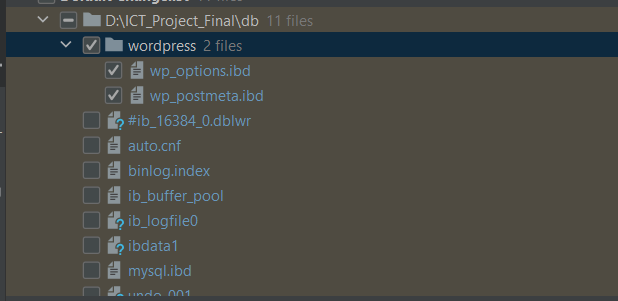 D:\ICT_Project_Final\db 11 files
wordpress 2 files
wp_options.ibd
wp_postmeta.ibd
#ib_16384_0.dblwr
auto.cnf
binlog.index
ib_buffer_pool
ib_logfile0
ibdata1
mysql.ibd
undo_001